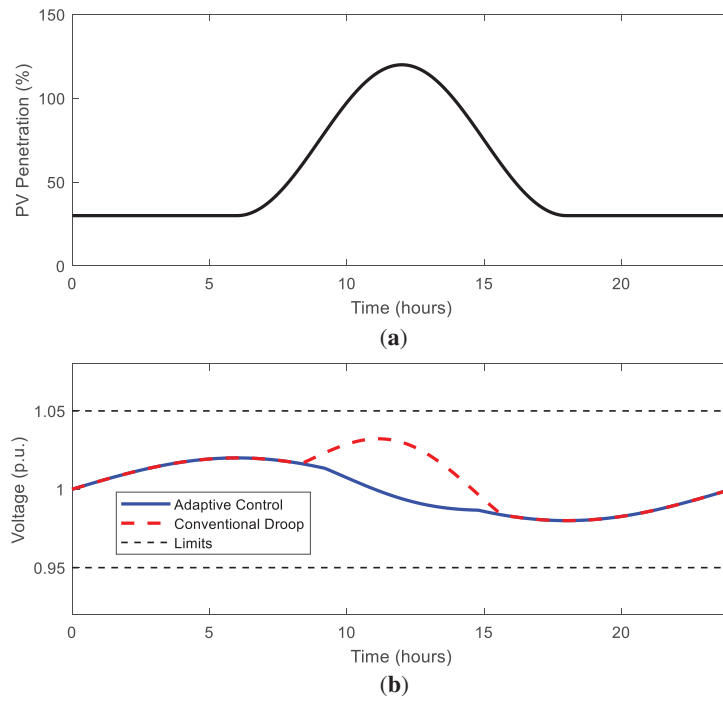 150
100
50
0
PV Penetration (%)
0 5 10 15 20
Time (hours)
(a)
1.05
1
0.95
Voltage (p.u.)
Adaptive Control
Conventional Droop
Limits
0 5 10 15 20
Time (hours)
(b)